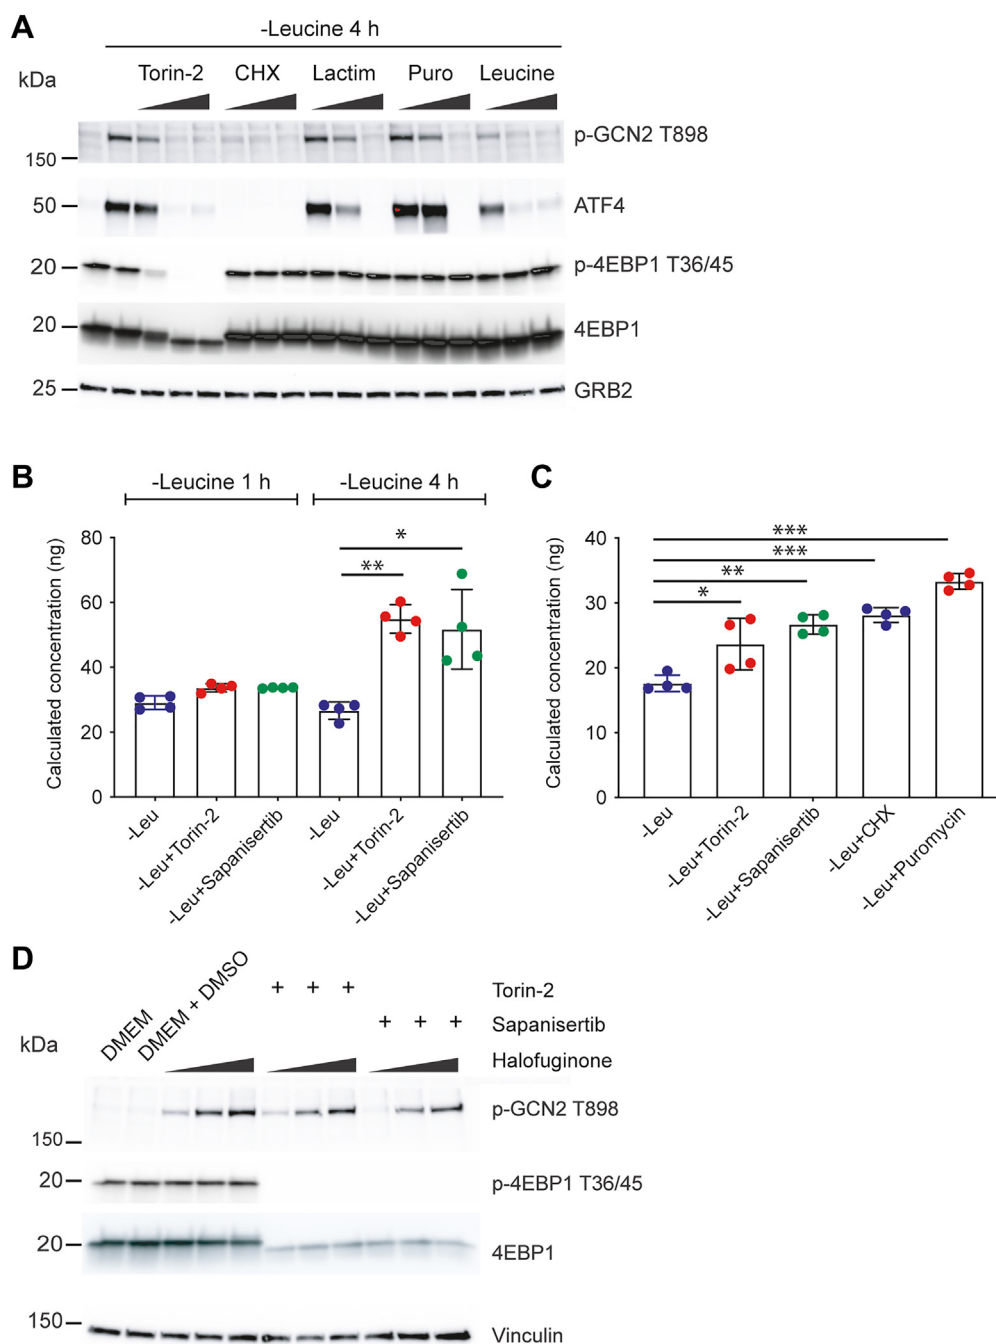 A
-Leucine 4 h
kDa
Torin-2 CHX Lactim Puro Leucine
p-GCN2 T898
150
50
ATF4
20
p-4EBP1 T36/45
20
4EBP1
25
GRB2
B
-Leucine 1 h -Leucine 4 h
Calculated concentration (ng)
80
60
40
20
0
*
**
-Leu
-Leu+Torin-2
-Leu+Sapanisertib
-Leu
-Leu+Torin-2
-Leu+Sapanisertib
C
Calculated concentration (ng)
40
30
20
10
0
***
***
**
*
-Leu
-Leu+Torin-2
-Leu+Sapanisertib
-Leu+CHX
-Leu+Puromycin
D
DMEM
DMEM + DMSO
kDa
+ + + Torin-2
+ + + Sapanisertib
Halofuginone
p-GCN2 T898
150
20
p-4EBP1 T36/45
20
4EBP1
150
Vinculin